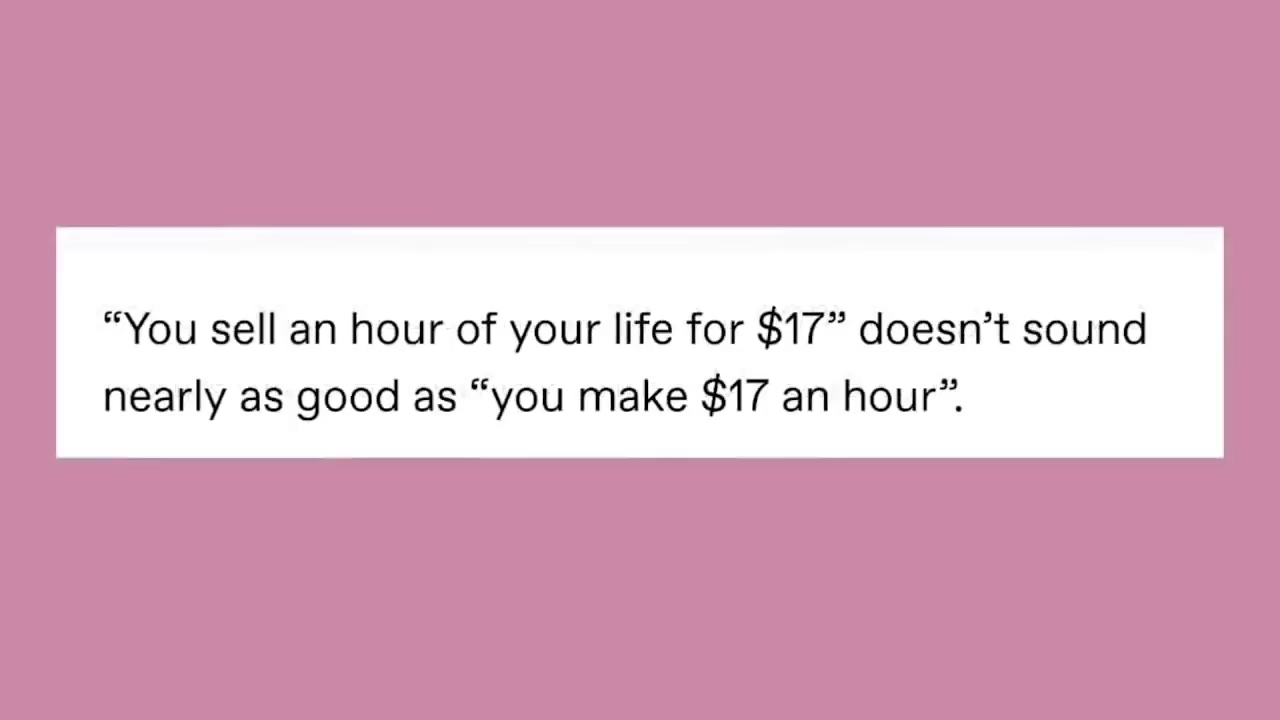 “You sell an hour of your life for $17” doesn’t sound
nearly as good as “you make $17 an hour”.